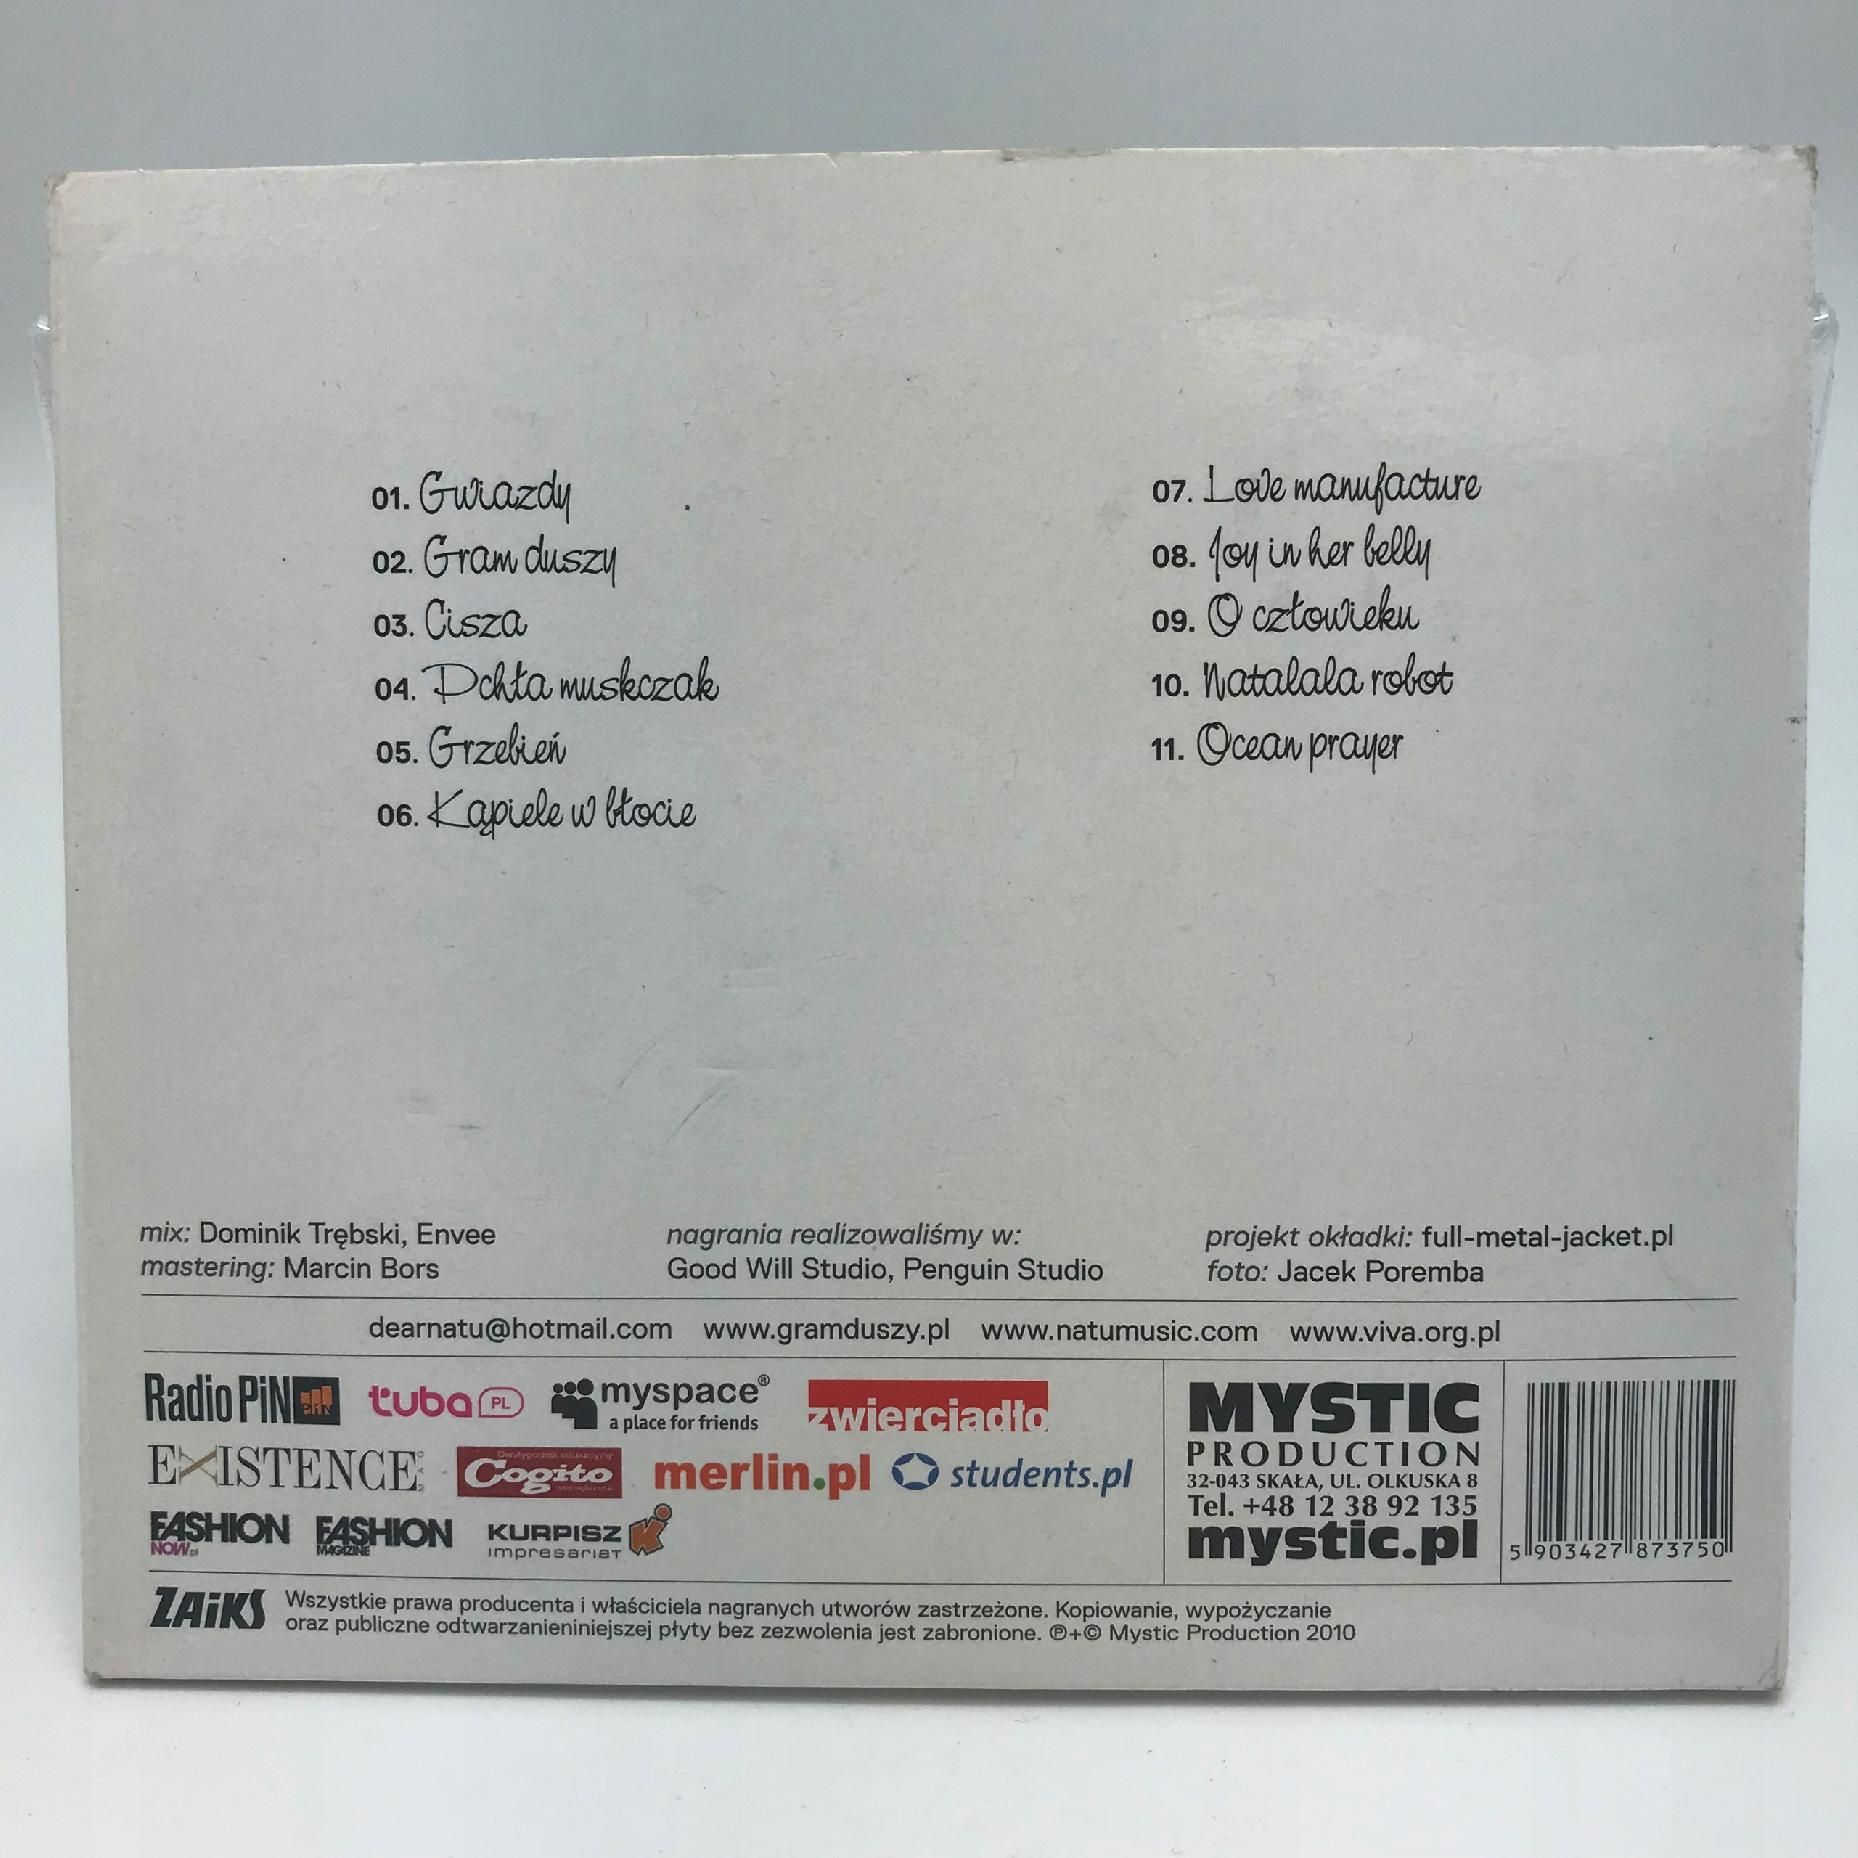 01. Gwiazdy
02. Gram duszy
03. Cisza
04. Pchła muskczak
05. Grzebień
06. Kąpiele w błocie
07. Love manufacture
08. Joy in her belly
09. O człowieku
10. Natalala robot
11. Ocean prayer
mix: Dominik Trębski, Envee
mastering: Marcin Bors
nagrania realizowaliśmy w:
Good Will Studio, Penguin Studio
projekt okładki: full-metal-jacket.pl
foto: Jacek Poremba
dearnatu@hotmail.com www.gramduszy.pl www.natumusic.com www.viva.org.pl
Radio PiN PiN tuba PL myspace® zwierciadło
a place for friends
EXISTENCE Dwutygodnik edukacyjny Cogito merlin.pl students.pl
FASHION NOW.pl FASHION MAGAZINE KURPISZ K
impresariat
MYSTIC
PRODUCTION
32-043 SKAŁA, UL. OLKUSKA 8
Tel. +48 12 38 92 135
mystic.pl
5 903427 873750
ZAiKS Wszystkie prawa producenta i właściciela nagranych utworów zastrzeżone. Kopiowanie, wypożyczanie
oraz publiczne odtwarzanieniniejszej płyty bez zezwolenia jest zabronione. ℗+© Mystic Production 2010